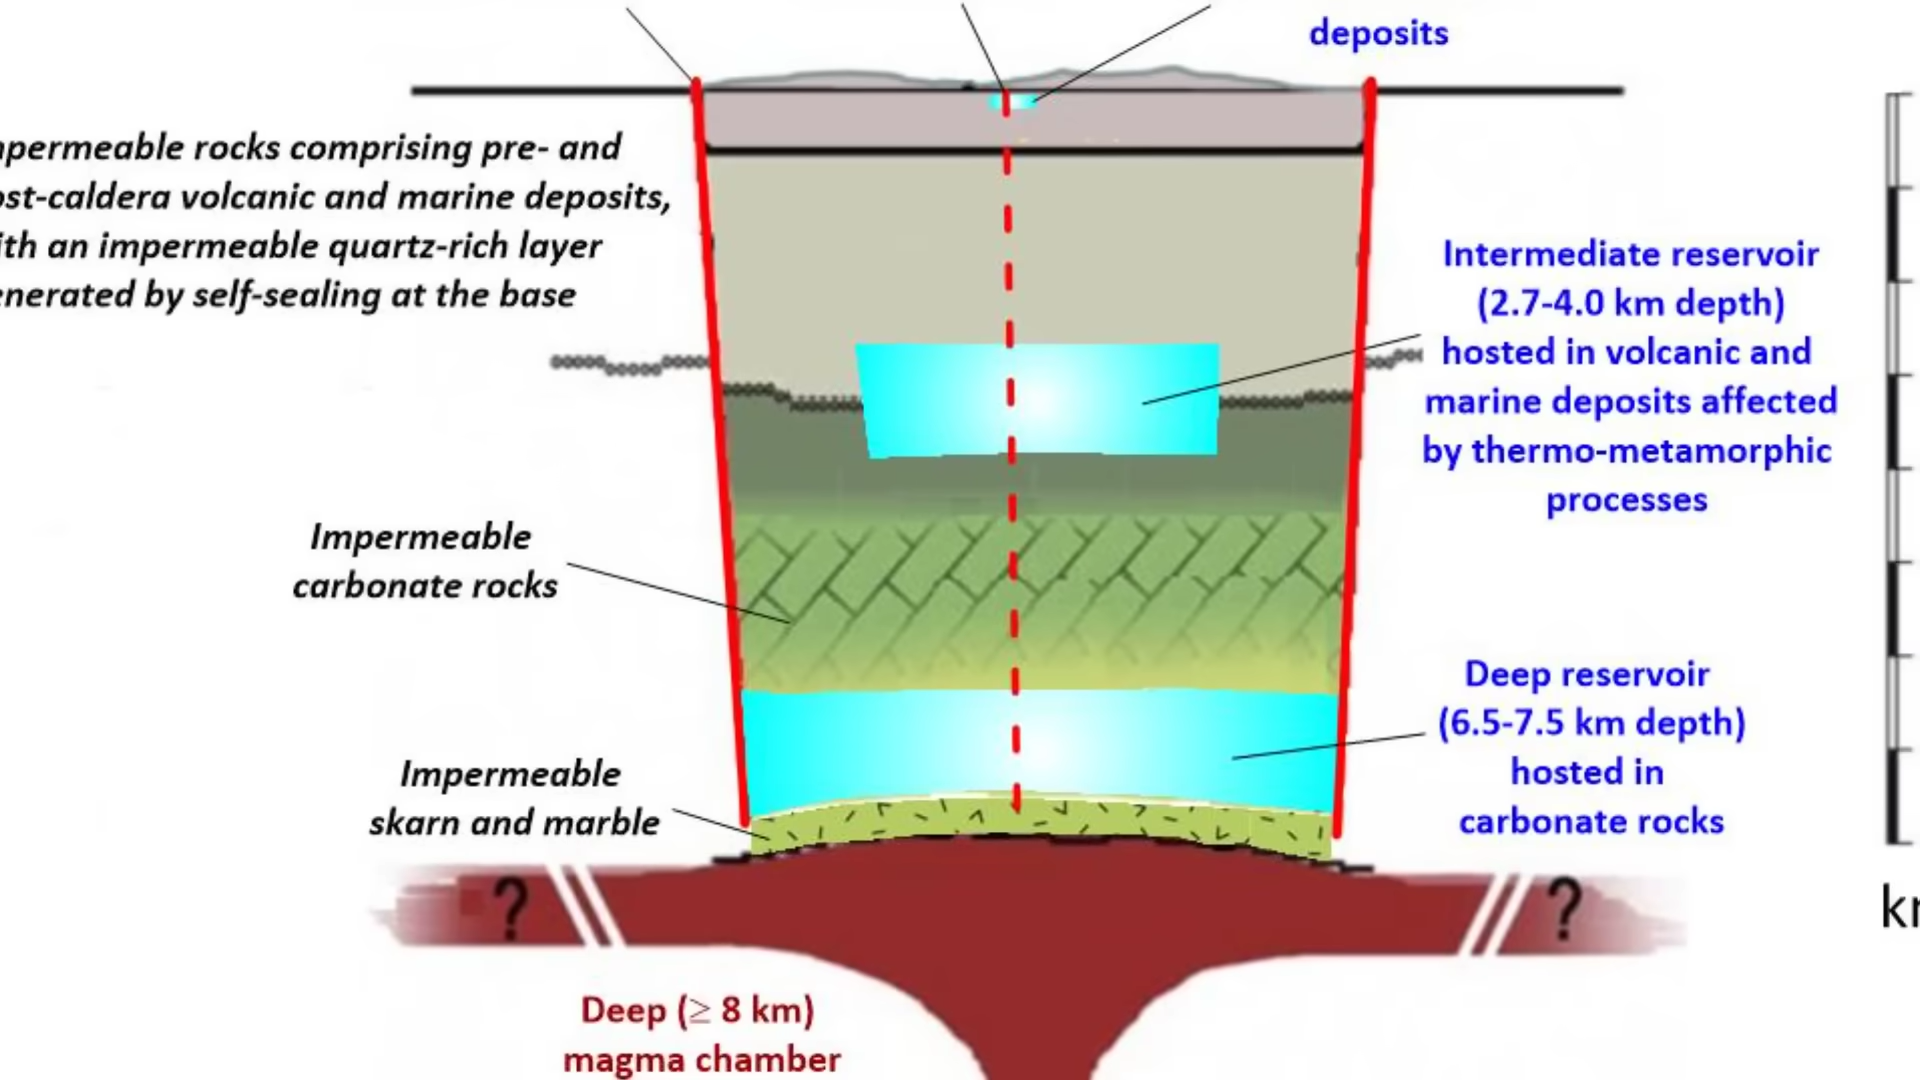 deposits
mpermeable rocks comprising pre- and
ost-caldera volcanic and marine deposits,
ith an impermeable quartz-rich layer
enerated by self-sealing at the base
Intermediate reservoir
(2.7-4.0 km depth)
hosted in volcanic and
marine deposits affected
by thermo-metamorphic
processes
Impermeable
carbonate rocks
Deep reservoir
(6.5-7.5 km depth)
hosted in
carbonate rocks
Impermeable
skarn and marble
? ?
Deep (≥ 8 km)
magma chamber